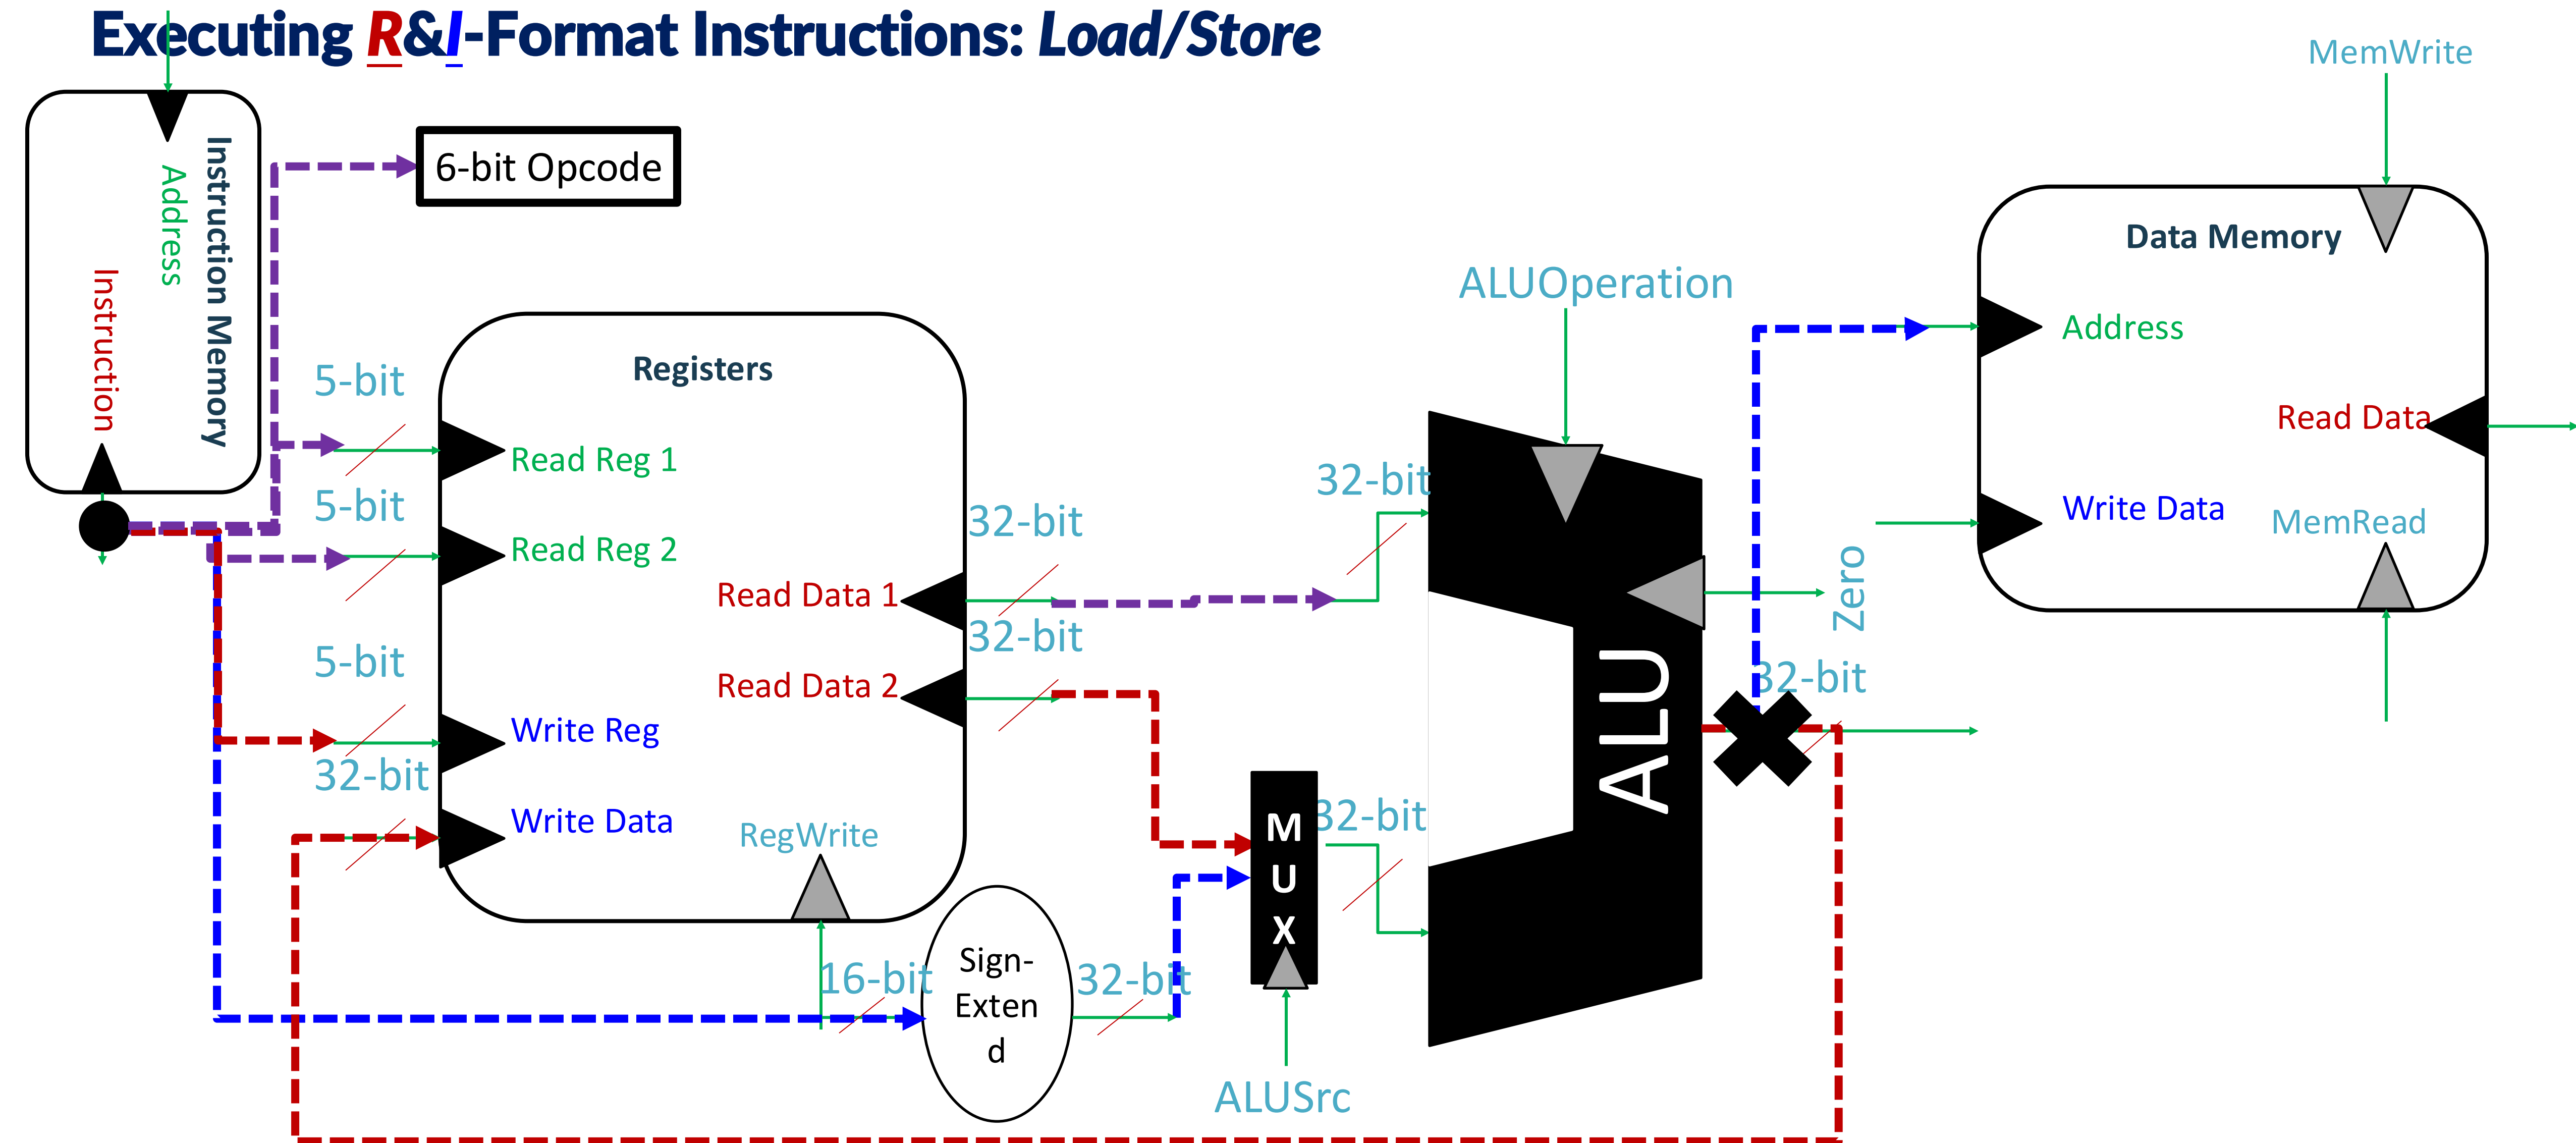 Executing R&I-Format Instructions: Load/Store
MemWrite
Instruction Memory
Address
Instruction
6-bit Opcode
Data Memory
Address
Read Data
Write Data
MemRead
ALUOperation
Registers
5-bit
Read Reg 1
5-bit
Read Reg 2
5-bit
Write Reg
32-bit
Write Data
RegWrite
Read Data 1
32-bit
Read Data 2
32-bit
32-bit
Zero
ALU
32-bit
M
U
X
32-bit
16-bit
Sign-
Exten
d
32-bit
ALUSrc